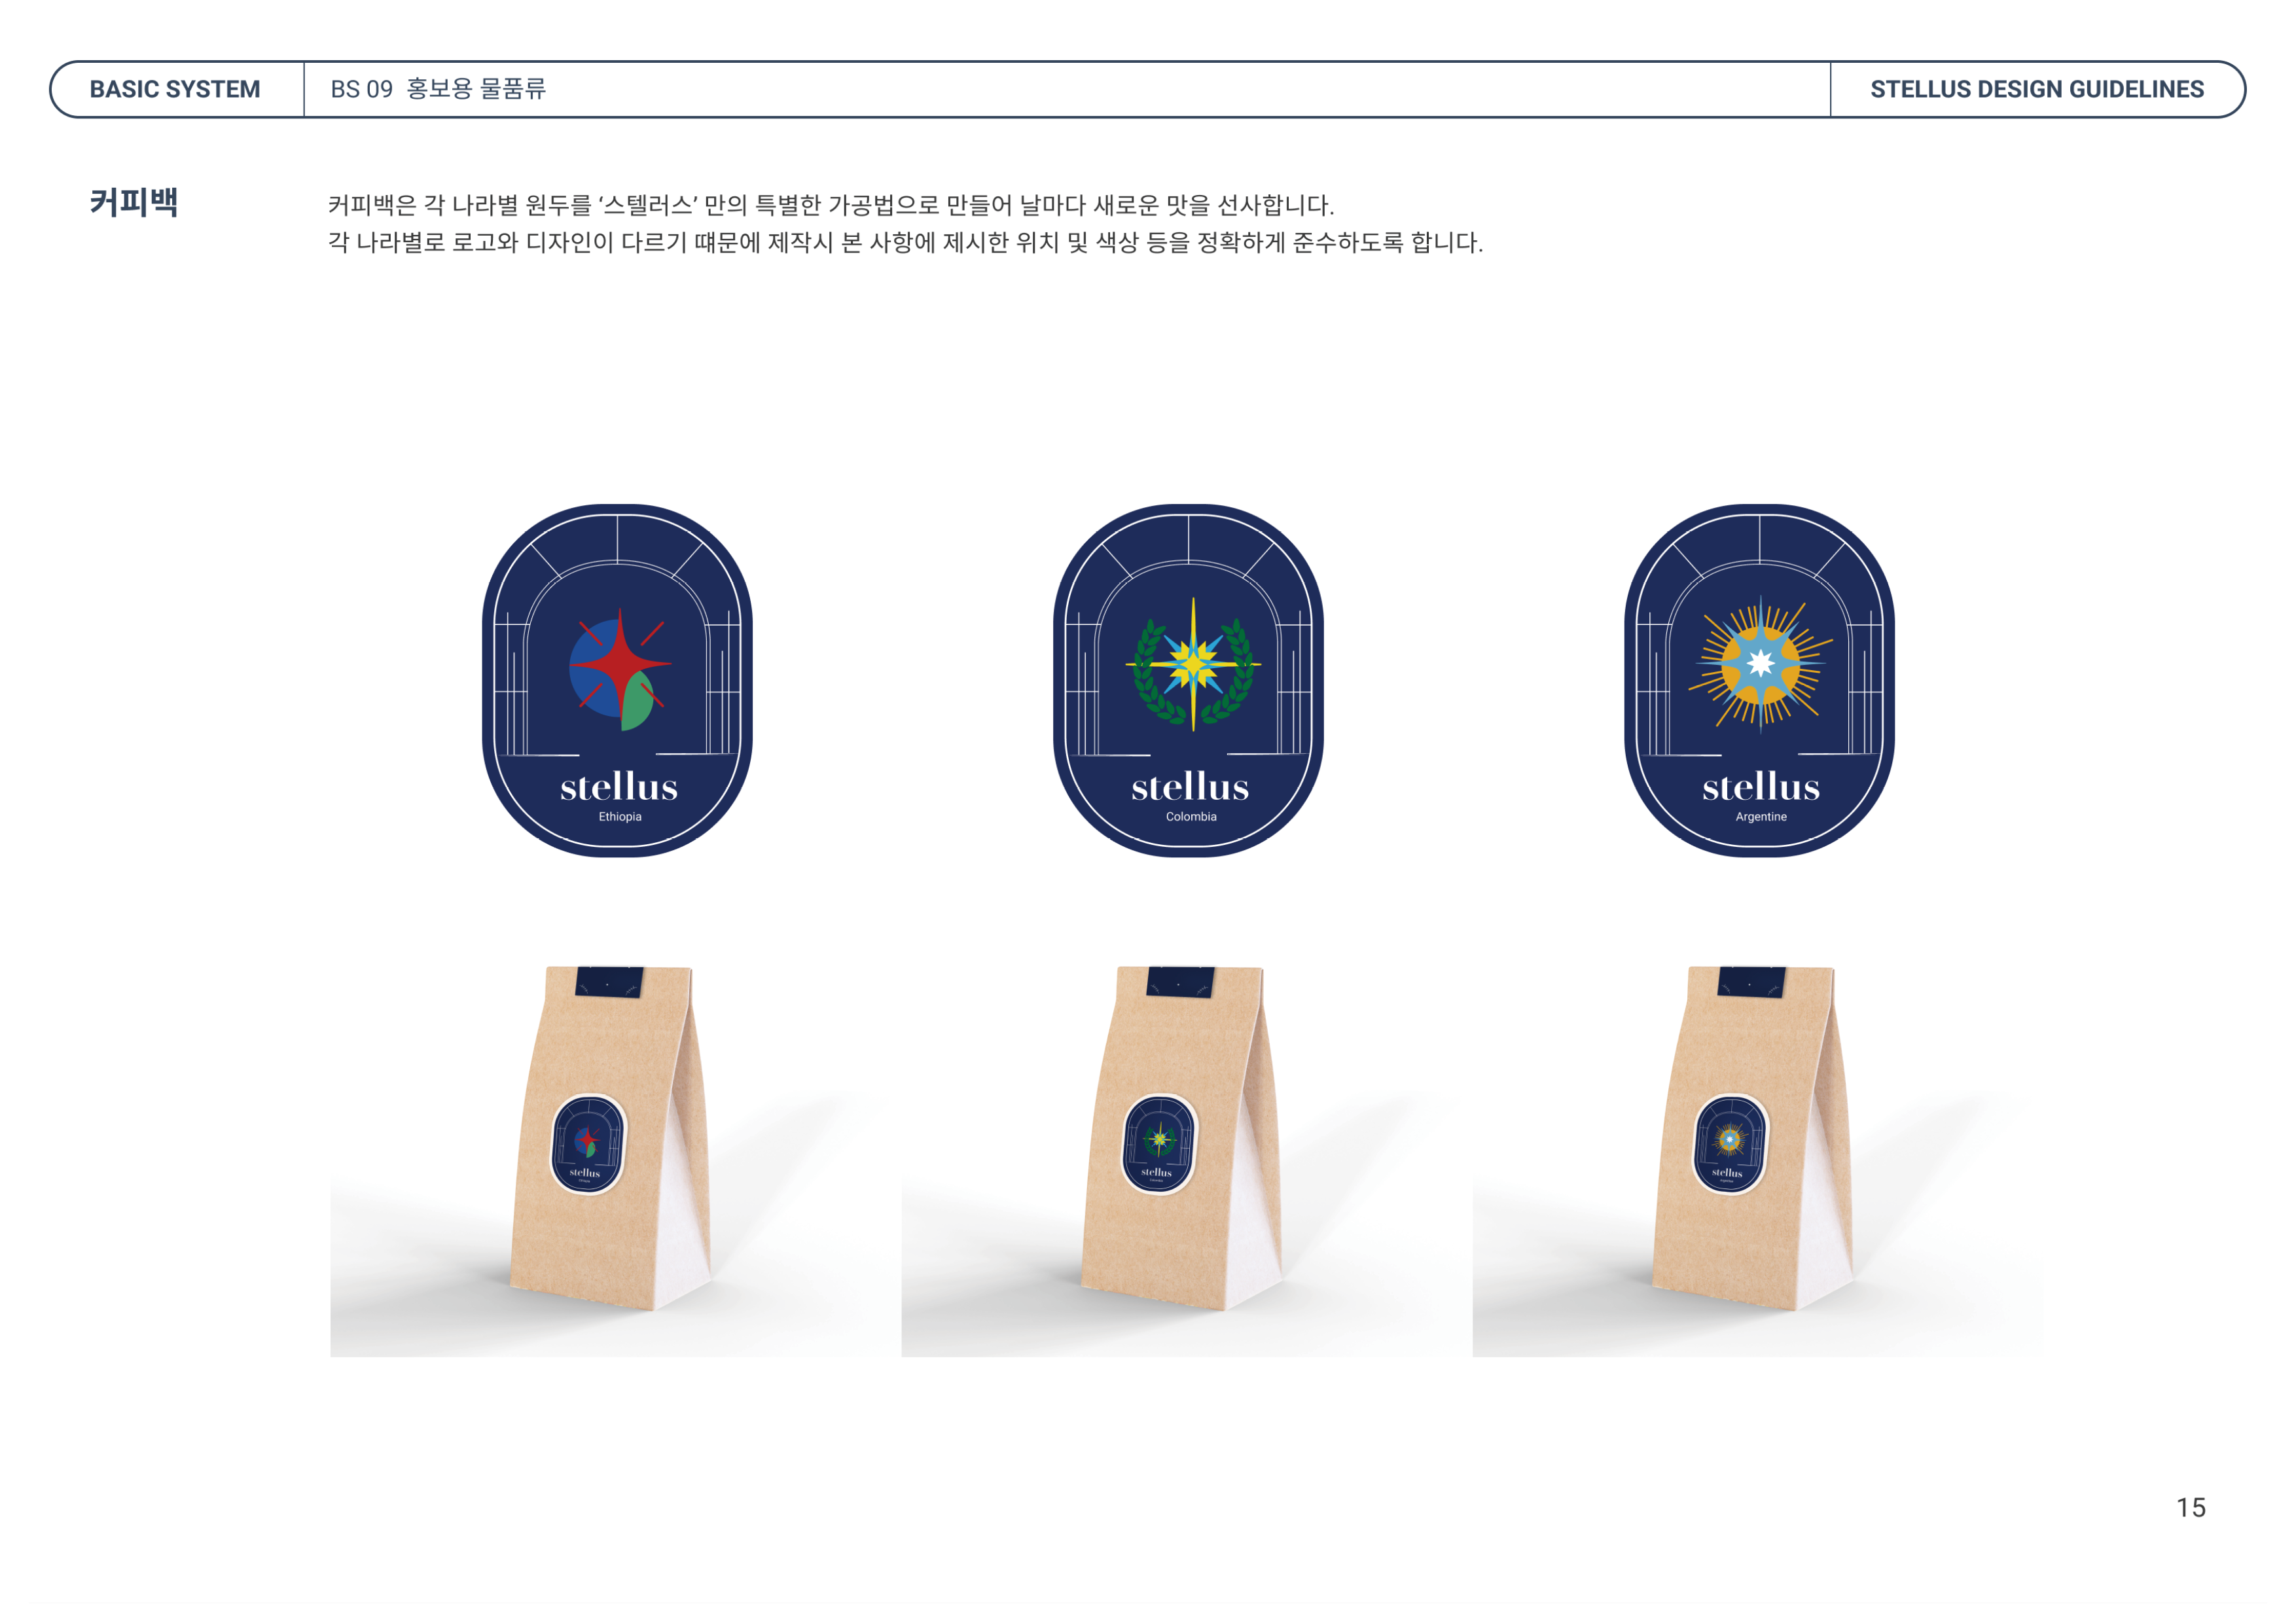 BASIC SYSTEM
BS 09 홍보용 물품류
STELLUS DESIGN GUIDELINES
커피백
커피백은 각 나라별 원두를 ‘스텔러스’ 만의 특별한 가공법으로 만들어 날마다 새로운 맛을 선사합니다.
각 나라별로 로고와 디자인이 다르기 떄문에 제작시 본 사항에 제시한 위치 및 색상 등을 정확하게 준수하도록 합니다.
stellus
Ethiopia
stellus
Colombia
stellus
Argentine
stellus
stellus
stellus
15